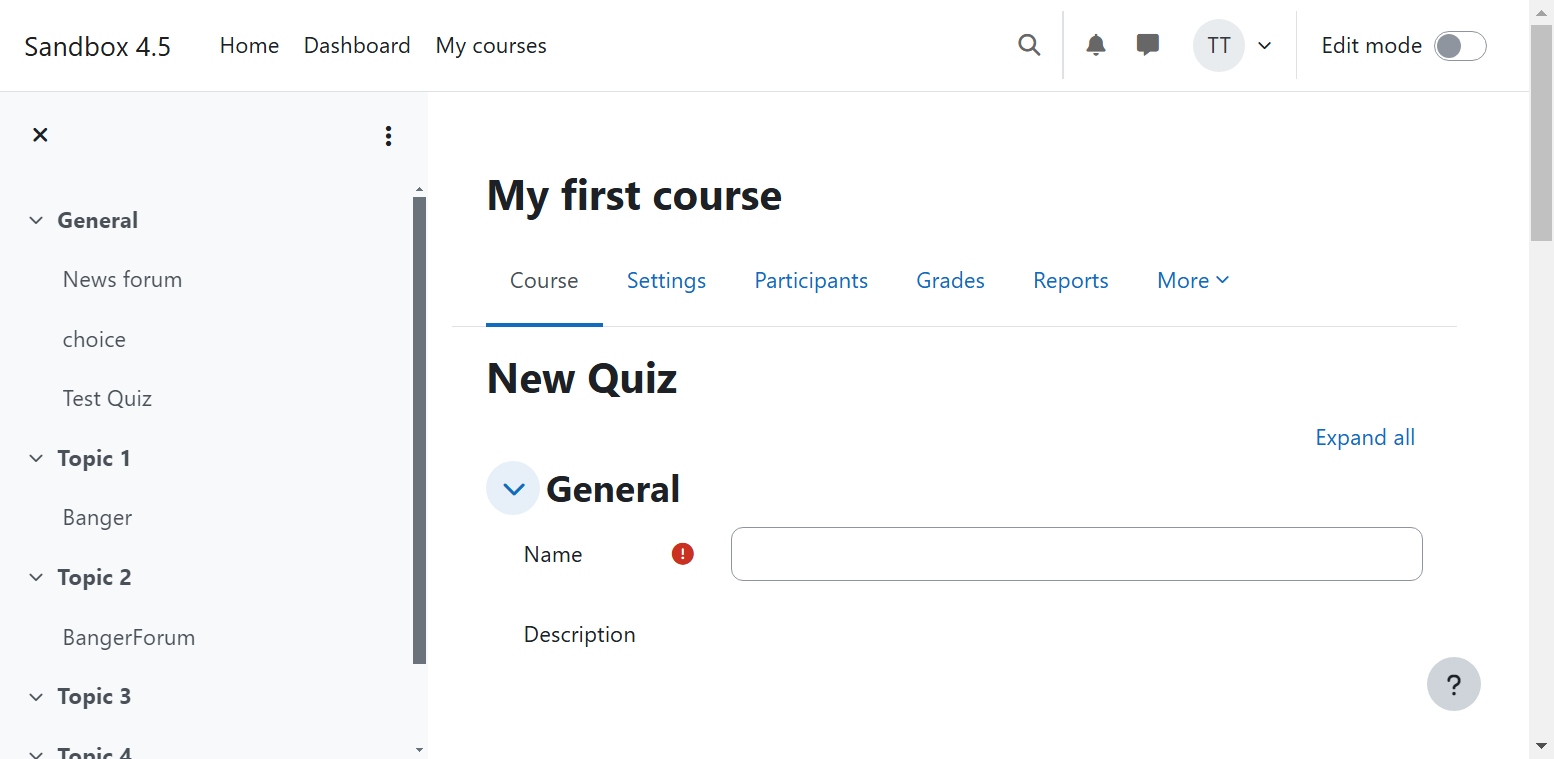 Sandbox 4.5 Home Dashboard My courses TT Edit mode
General
News forum
choice
Test Quiz
Topic 1
Banger
Topic 2
BangerForum
Topic 3
Topic 4
My first course
Course Settings Participants Grades Reports More
New Quiz
Expand all
General
Name !
Description
?